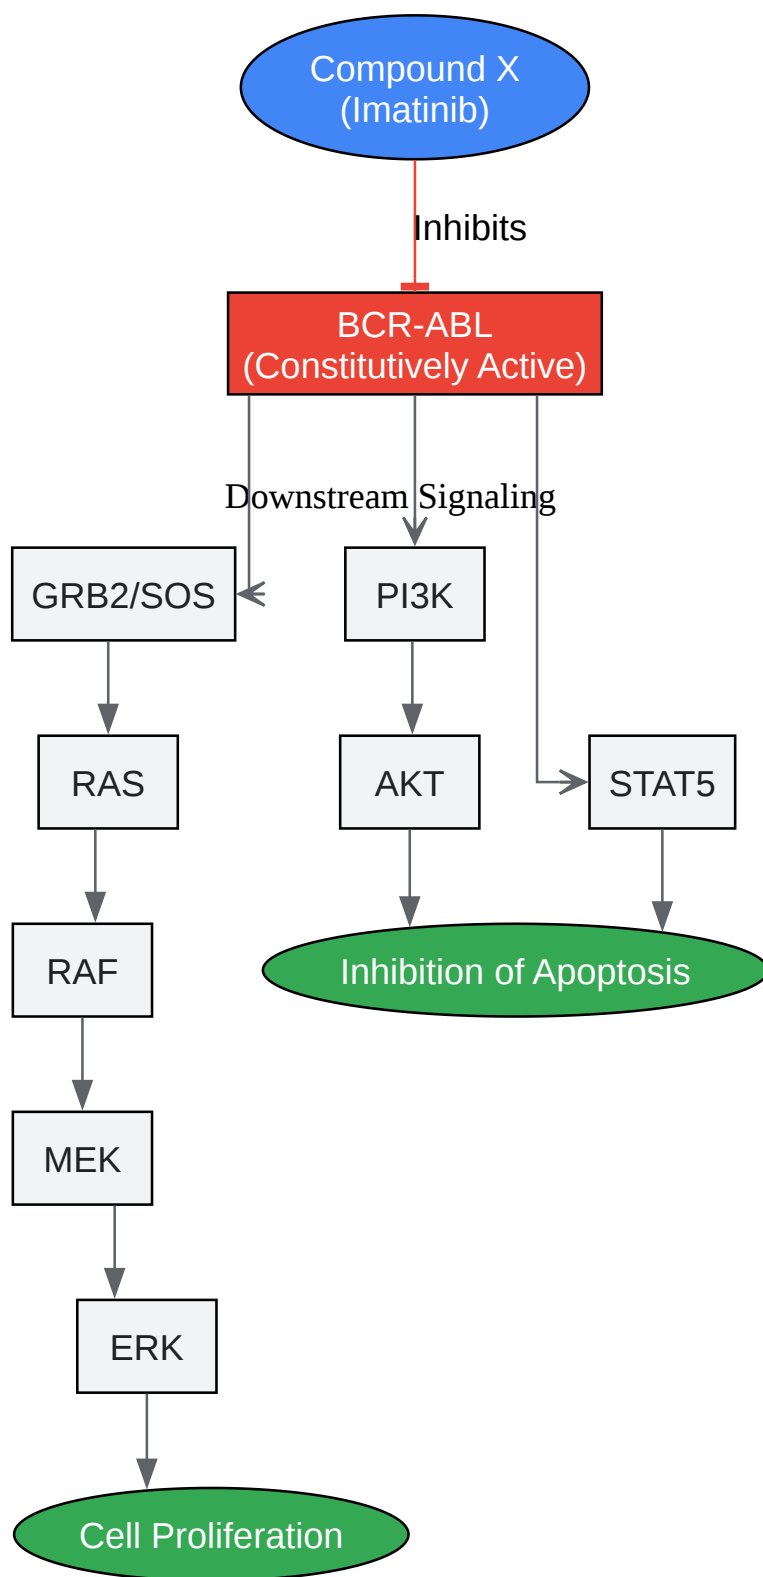 Compound X
(Imatinib)
Inhibits
BCR-ABL
(Constitutively Active)
Downstream Signaling
GRB2/SOS
PI3K
RAS
AKT
STAT5
RAF
Inhibition of Apoptosis
MEK
ERK
Cell Proliferation